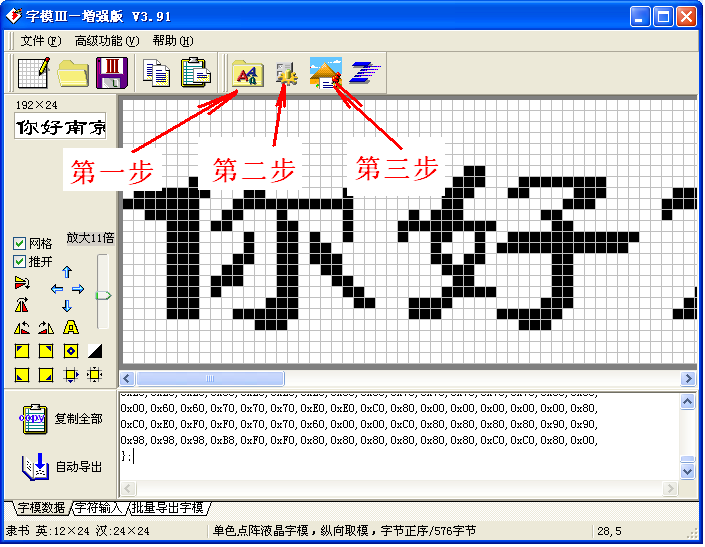 字模Ⅲ－增强版 V3.91
文件(F) 高级功能(V) 帮助(H)
192×24
你好南京
第一步 第二步 第三步
你好
网格 放大11倍
推开
0x00,0x60,0x60,0x70,0x70,0x70,0xE0,0xE0,0xC0,0x80,0x00,0x00,0x00,0x00,0x00,0x80,
0xC0,0xE0,0xF0,0xF0,0x70,0x70,0x60,0x00,0x00,0xC0,0x80,0x80,0x80,0x80,0x90,0x90,
0x98,0x98,0x98,0xB8,0xF0,0xF0,0x80,0x80,0x80,0x80,0x80,0x80,0xC0,0xC0,0x80,0x00,
};
copy 复制全部
自动导出
字模数据 字符输入 批量导出字模
隶书 英:12×24 汉:24×24 单色点阵液晶字模，纵向取模，字节正序/576字节 28,5